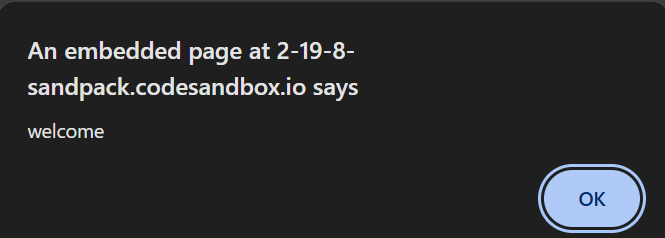 An embedded page at 2-19-8-
sandpack.codesandbox.io says
welcome
OK